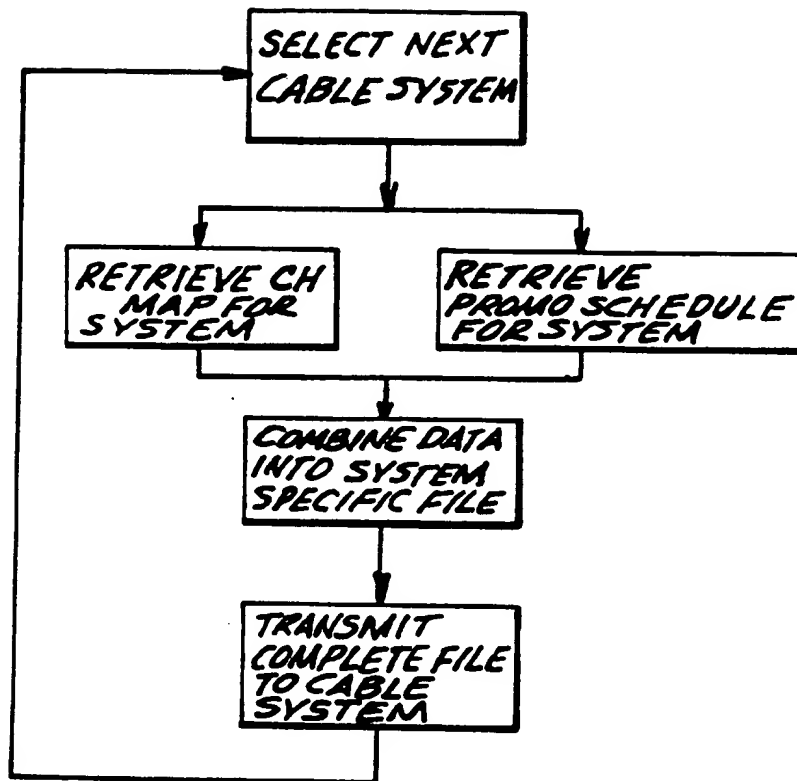 SELECT NEXT
CABLE SYSTEM
RETRIEVE CH
MAP FOR
SYSTEM
RETRIEVE
PROMO SCHEDULE
FOR SYSTEM
COMBINE DATA
INTO SYSTEM
SPECIFIC FILE
TRANSMIT
COMPLETE FILE
TO CABLE
SYSTEM